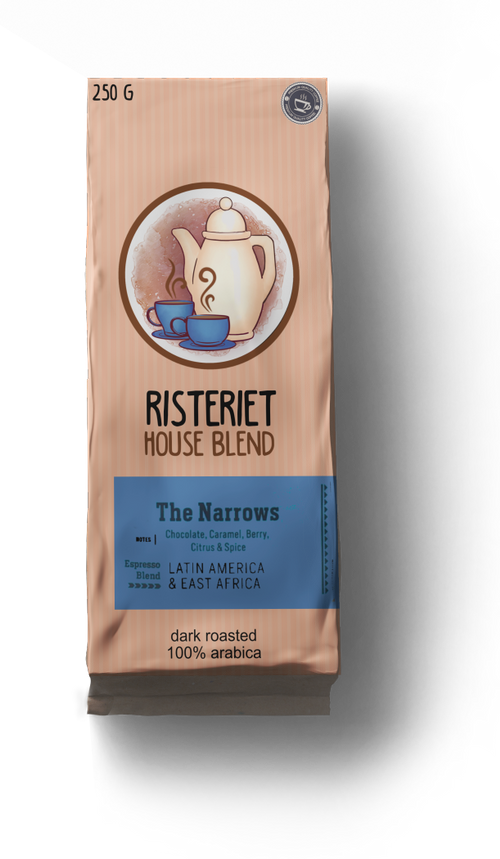 250 G
RISTERIET
HOUSE BLEND
The Narrows
NOTES
Chocolate, Caramel, Berry,
Citrus & Spice
Espresso
Blend
LATIN AMERICA
& EAST AFRICA
dark roasted
100% arabica